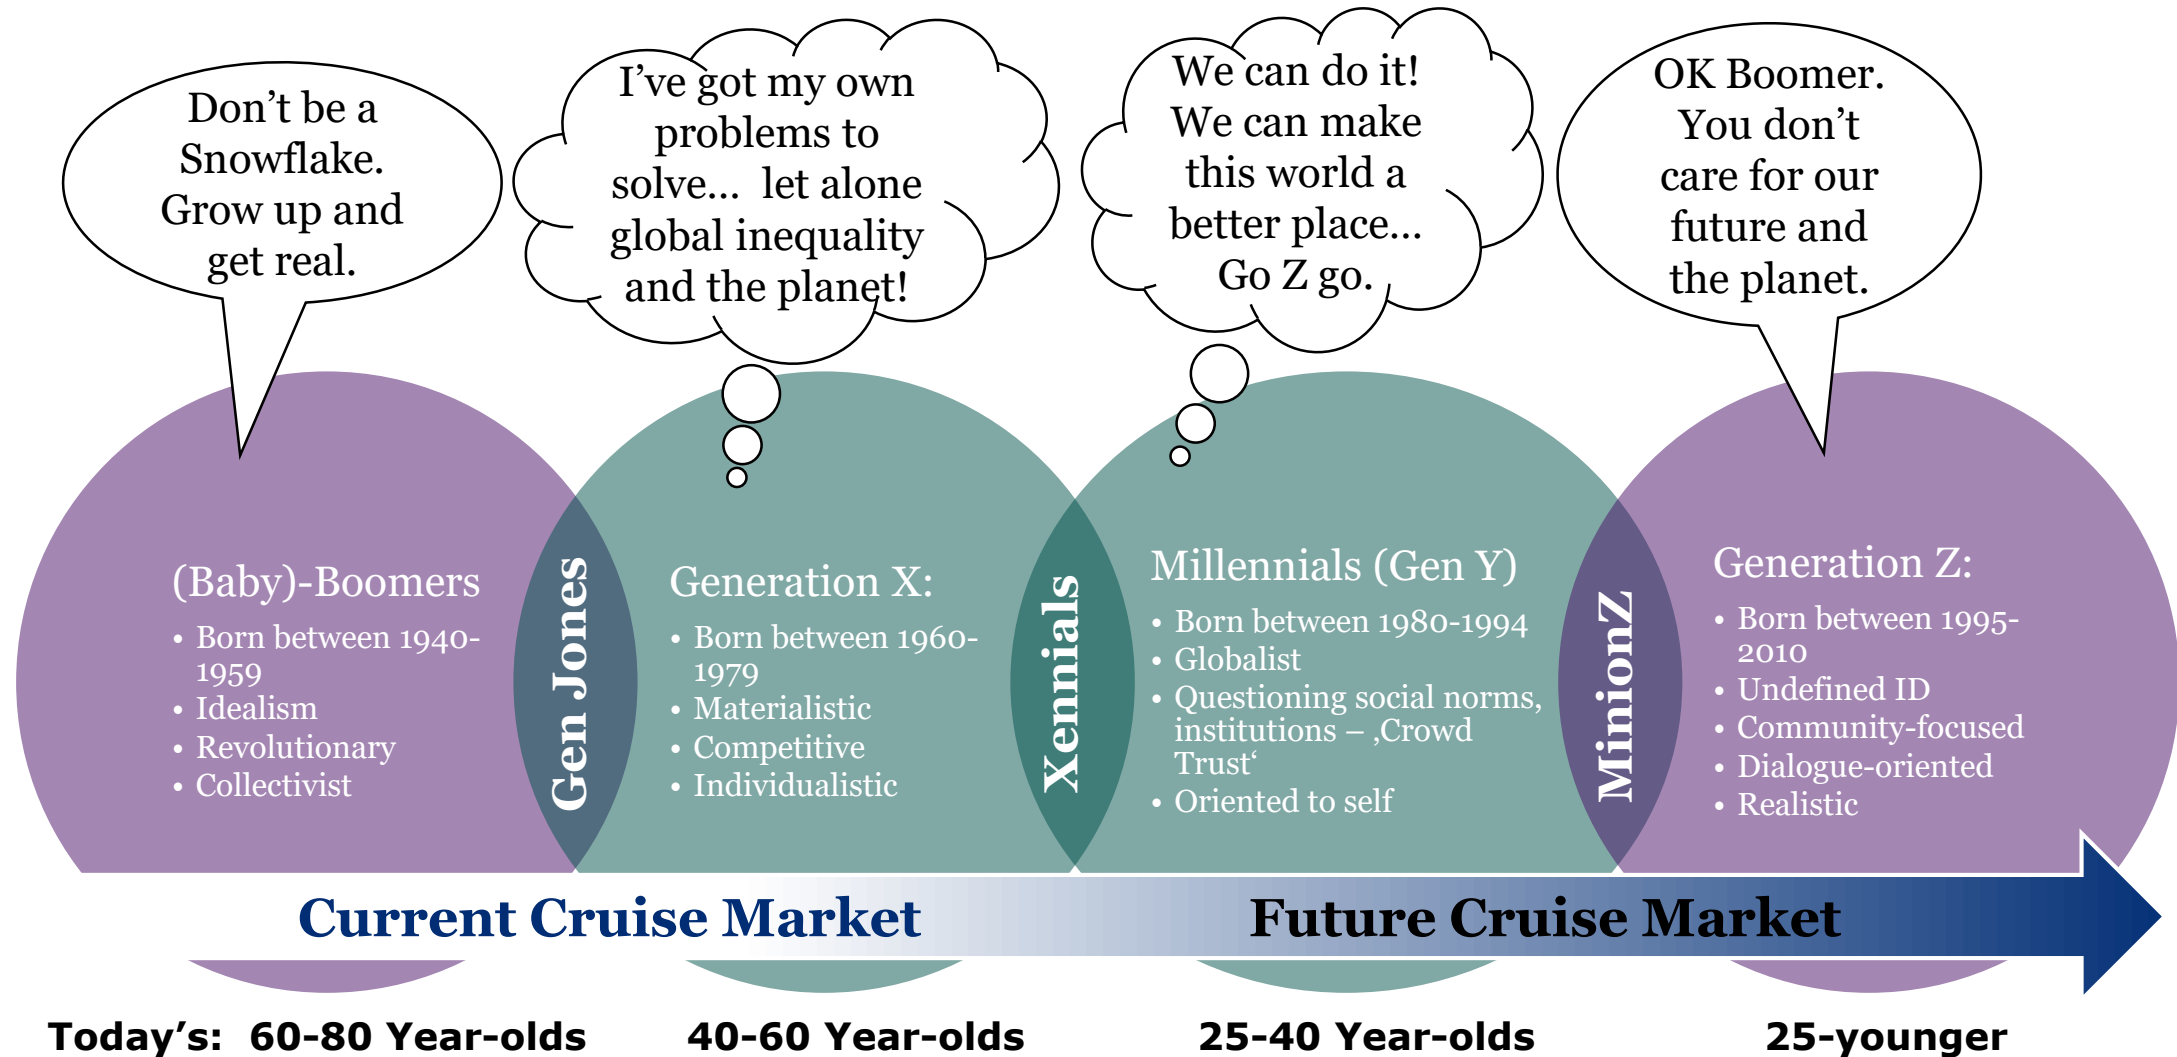 Don’t be a
Snowflake.
Grow up and
get real.
I’ve got my own
problems to
solve... let alone
global inequality
and the planet!
We can do it!
We can make
this world a
better place...
Go Z go.
OK Boomer.
You don’t
care for our
future and
the planet.
(Baby)-Boomers
• Born between 1940-
1959
• Idealism
• Revolutionary
• Collectivist
Gen Jones
Generation X:
• Born between 1960-
1979
• Materialistic
• Competitive
• Individualistic
Xennials
Millennials (Gen Y)
• Born between 1980-1994
• Globalist
• Questioning social norms,
institutions – ‚Crowd
Trust‘
• Oriented to self
MinionZ
Generation Z:
• Born between 1995-
2010
• Undefined ID
• Community-focused
• Dialogue-oriented
• Realistic
Current Cruise Market
Future Cruise Market
Today's: 60-80 Year-olds
40-60 Year-olds
25-40 Year-olds
25-younger